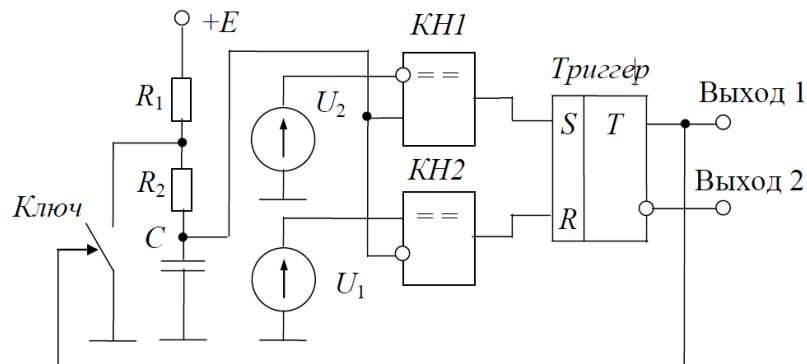 +E
КН1
Триггер
R1
U2
= =
Выход 1
S
T
R2
КН2
Выход 2
Ключ
= =
C
R
U1